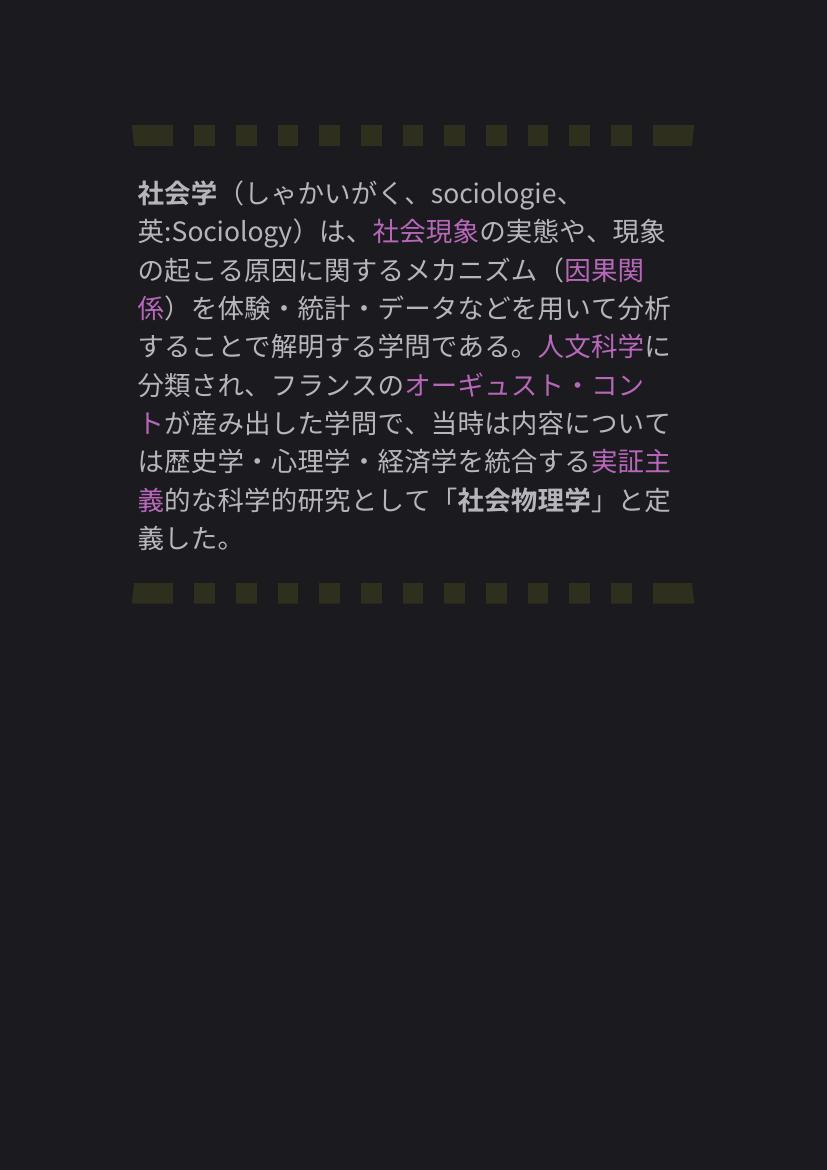 社会学（しゃかいがく、sociologie、
英:Sociology）は、社会現象の実態や、現象
の起こる原因に関するメカニズム（因果関
係）を体験・統計・データなどを用いて分析
することで解明する学問である。人文科学に
分類され、フランスのオーギュスト・コン
トが産み出した学問で、当時は内容について
は歴史学・心理学・経済学を統合する実証主
義的な科学的研究として「社会物理学」と定
義した。